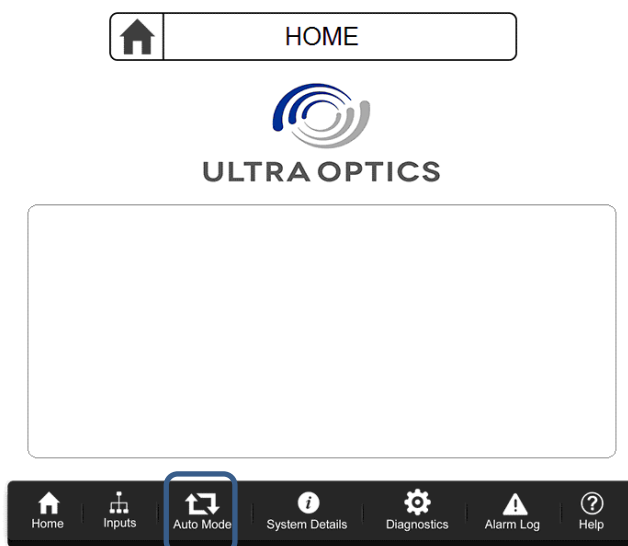 HOME
ULTRA OPTICS
Home
Inputs
Auto Mode
System Details
Diagnostics
Alarm Log
Help